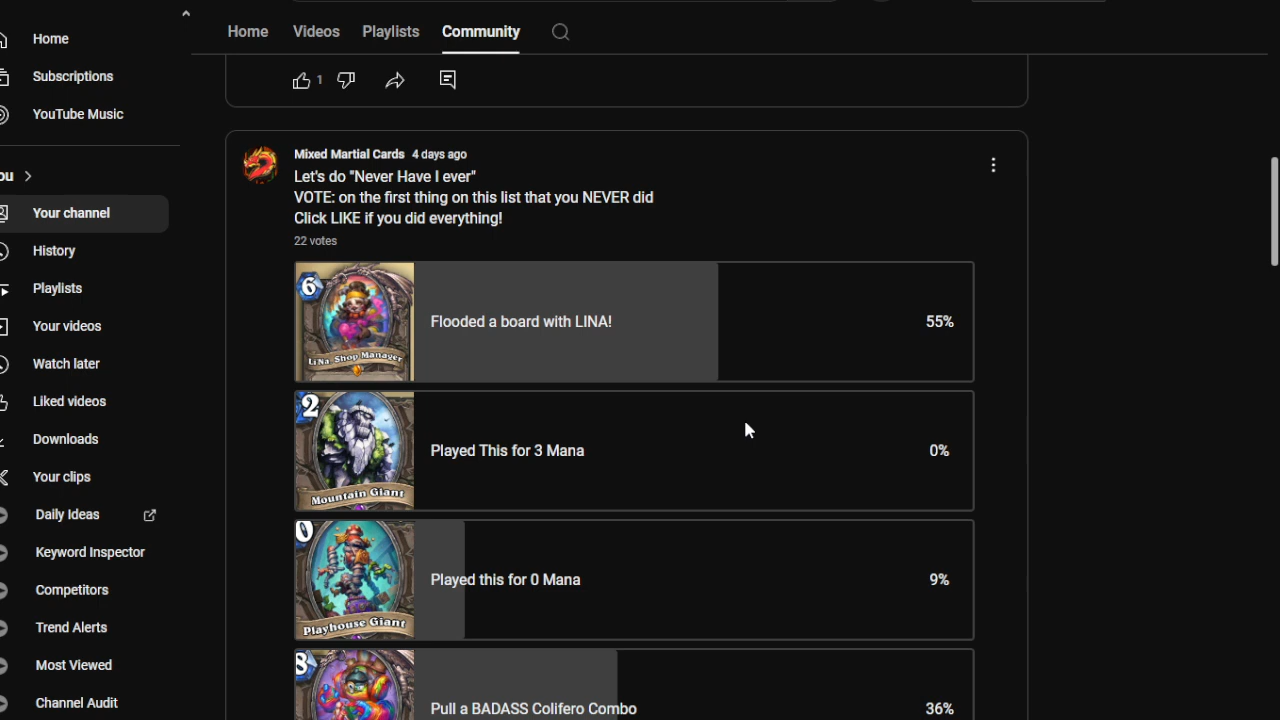 Home
Videos
Playlists
Community
Home
Subscriptions
YouTube Music
ou
Your channel
History
Playlists
Your videos
Watch later
Liked videos
Downloads
Your clips
Daily Ideas
Keyword Inspector
Competitors
Trend Alerts
Most Viewed
Channel Audit
1
Mixed Martial Cards 4 days ago
Let's do "Never Have I ever"
VOTE: on the first thing on this list that you NEVER did
Click LIKE if you did everything!
22 votes
6
Li'Na, Shop Manager
Flooded a board with LINA!
55%
2
Mountain Giant
Played This for 3 Mana
0%
0
Playhouse Giant
Played this for 0 Mana
9%
8
Pull a BADASS Colifero Combo
36%